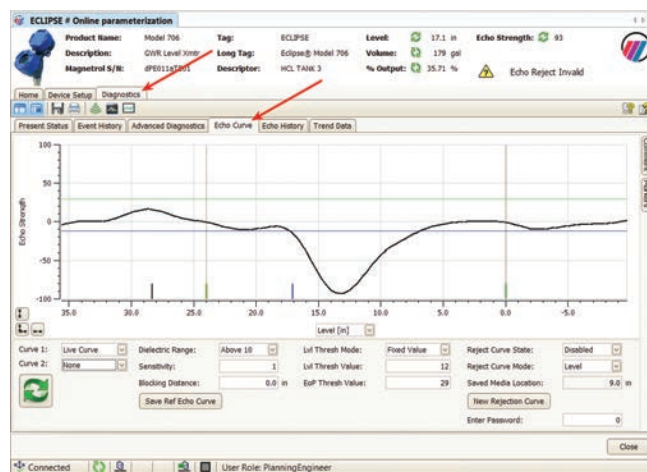 ECLIPSE # Online parameterization
Product Name: Model 706 Tag: ECLIPSE Level: 17.1 in Echo Strength: 93
Description: GWR Level Xmtr Long Tag: Eclipse® Model 706 Volume: 179 gal
Magnetrol S/N: Descriptor: HCL TANK 3 % Output: 35.71 % Echo Reject Invalid
Home Device Setup Diagnostics
Present Status Event History Advanced Diagnostics Echo Curve Echo History Trend Data
Echo Strength
100
50
0
-50
-100
35.0 30.0 25.0 20.0 15.0 10.0 5.0 0.0 -5.0
Level [in]
Curve 1: Live Curve Dielectric Range: Above 10 Lvl Thresh Mode: Fixed Value Reject Curve State: Disabled
Curve 2: None Sensitivity: 1 Lvl Thresh Value: 12 Reject Curve Mode: Level
Blocking Distance: 0.0 in EoP Thresh Value: 29 Saved Media Location: 9.0 in
Save Ref Echo Curve New Rejection Curve
Enter Password: 0
Close
Connected User Role: PlanningEngineer